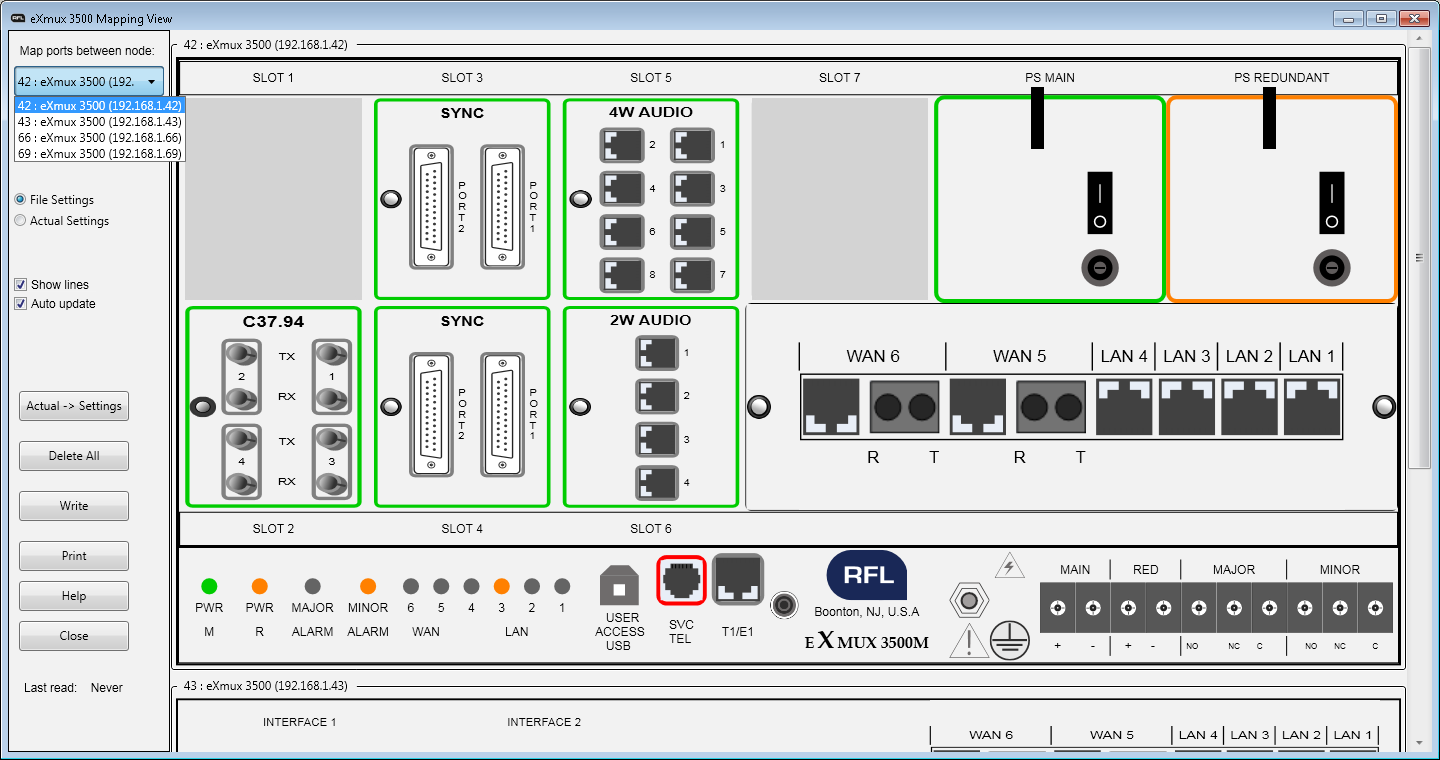 RFL eXmux 3500 Mapping View
Map ports between node:
42 : eXmux 3500 (192.
42 : eXmux 3500 (192.168.1.42)
43 : eXmux 3500 (192.168.1.43)
66 : eXmux 3500 (192.168.1.66)
69 : eXmux 3500 (192.168.1.69)
File Settings
Actual Settings
Show lines
Auto update
Actual -> Settings
Delete All
Write
Print
Help
Close
Last read: Never
42 : eXmux 3500 (192.168.1.42)
SLOT 1 SLOT 3 SLOT 5 SLOT 7 PS MAIN PS REDUNDANT
SYNC
PORT2
PORT1
4W AUDIO
2 1
4 3
6 5
8 7
C37.94
TX
2 1
RX
TX
4 3
RX
SYNC
PORT2
PORT1
2W AUDIO
1
2
3
4
WAN 6 WAN 5 LAN 4 LAN 3 LAN 2 LAN 1
R T R T
SLOT 2 SLOT 4 SLOT 6
PWR PWR MAJOR MINOR 6 5 4 3 2 1
M R ALARM ALARM WAN LAN
USER
ACCESS
USB
SVC
TEL
T1/E1
RFL
Boonton, NJ, U.S.A
EXMUX 3500M
MAIN RED MAJOR MINOR
+ - + - NO NC C NO NC C
43 : eXmux 3500 (192.168.1.43)
INTERFACE 1 INTERFACE 2
WAN 6 WAN 5 LAN 4 LAN 3 LAN 2 LAN 1